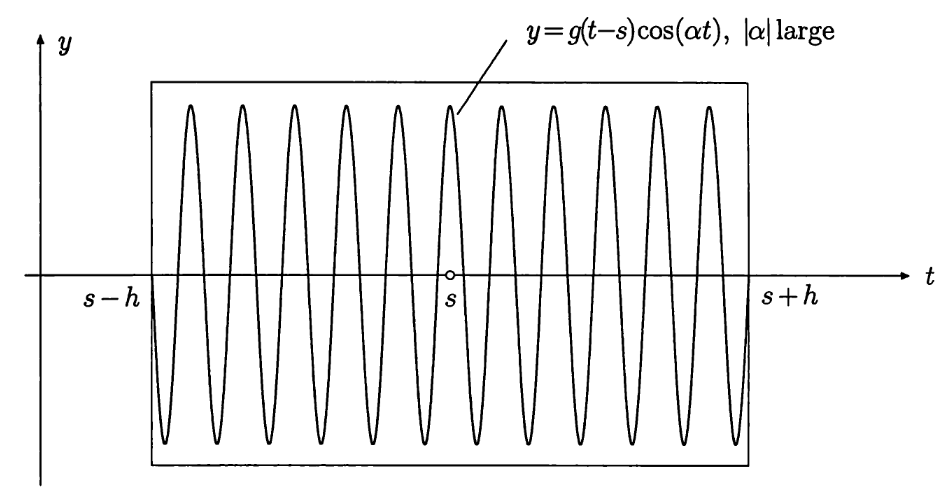 y=g(t−s)cos(αt), |α| large
y
t
s−h
s
s+h